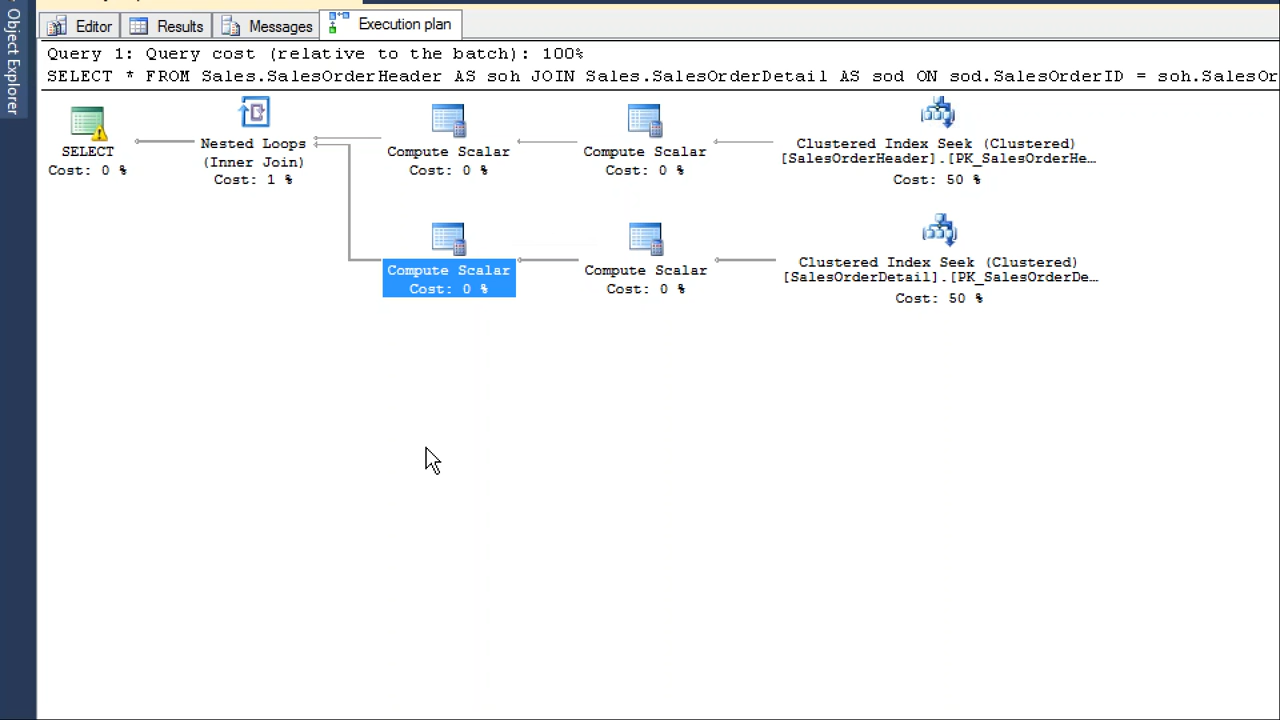 Object Explorer
Editor
Results
Messages
Execution plan
Query 1: Query cost (relative to the batch): 100%
SELECT * FROM Sales.SalesOrderHeader AS soh JOIN Sales.SalesOrderDetail AS sod ON sod.SalesOrderID = soh.SalesOr
SELECT
Cost: 0 %
Nested Loops
(Inner Join)
Cost: 1 %
Compute Scalar
Cost: 0 %
Compute Scalar
Cost: 0 %
Clustered Index Seek (Clustered)
[SalesOrderHeader].[PK_SalesOrderHe…
Cost: 50 %
Compute Scalar
Cost: 0 %
Compute Scalar
Cost: 0 %
Clustered Index Seek (Clustered)
[SalesOrderDetail].[PK_SalesOrderDe…
Cost: 50 %